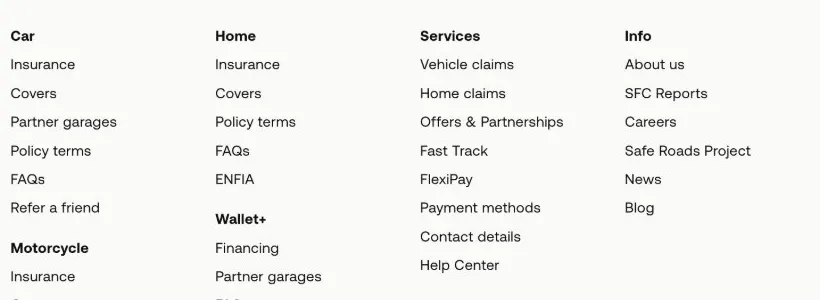 Car
Insurance
Covers
Partner garages
Policy terms
FAQs
Refer a friend
Motorcycle
Insurance
Home
Insurance
Covers
Policy terms
FAQs
ENFIA
Wallet+
Financing
Partner garages
Services
Vehicle claims
Home claims
Offers & Partnerships
Fast Track
FlexiPay
Payment methods
Contact details
Help Center
Info
About us
SFC Reports
Careers
Safe Roads Project
News
Blog